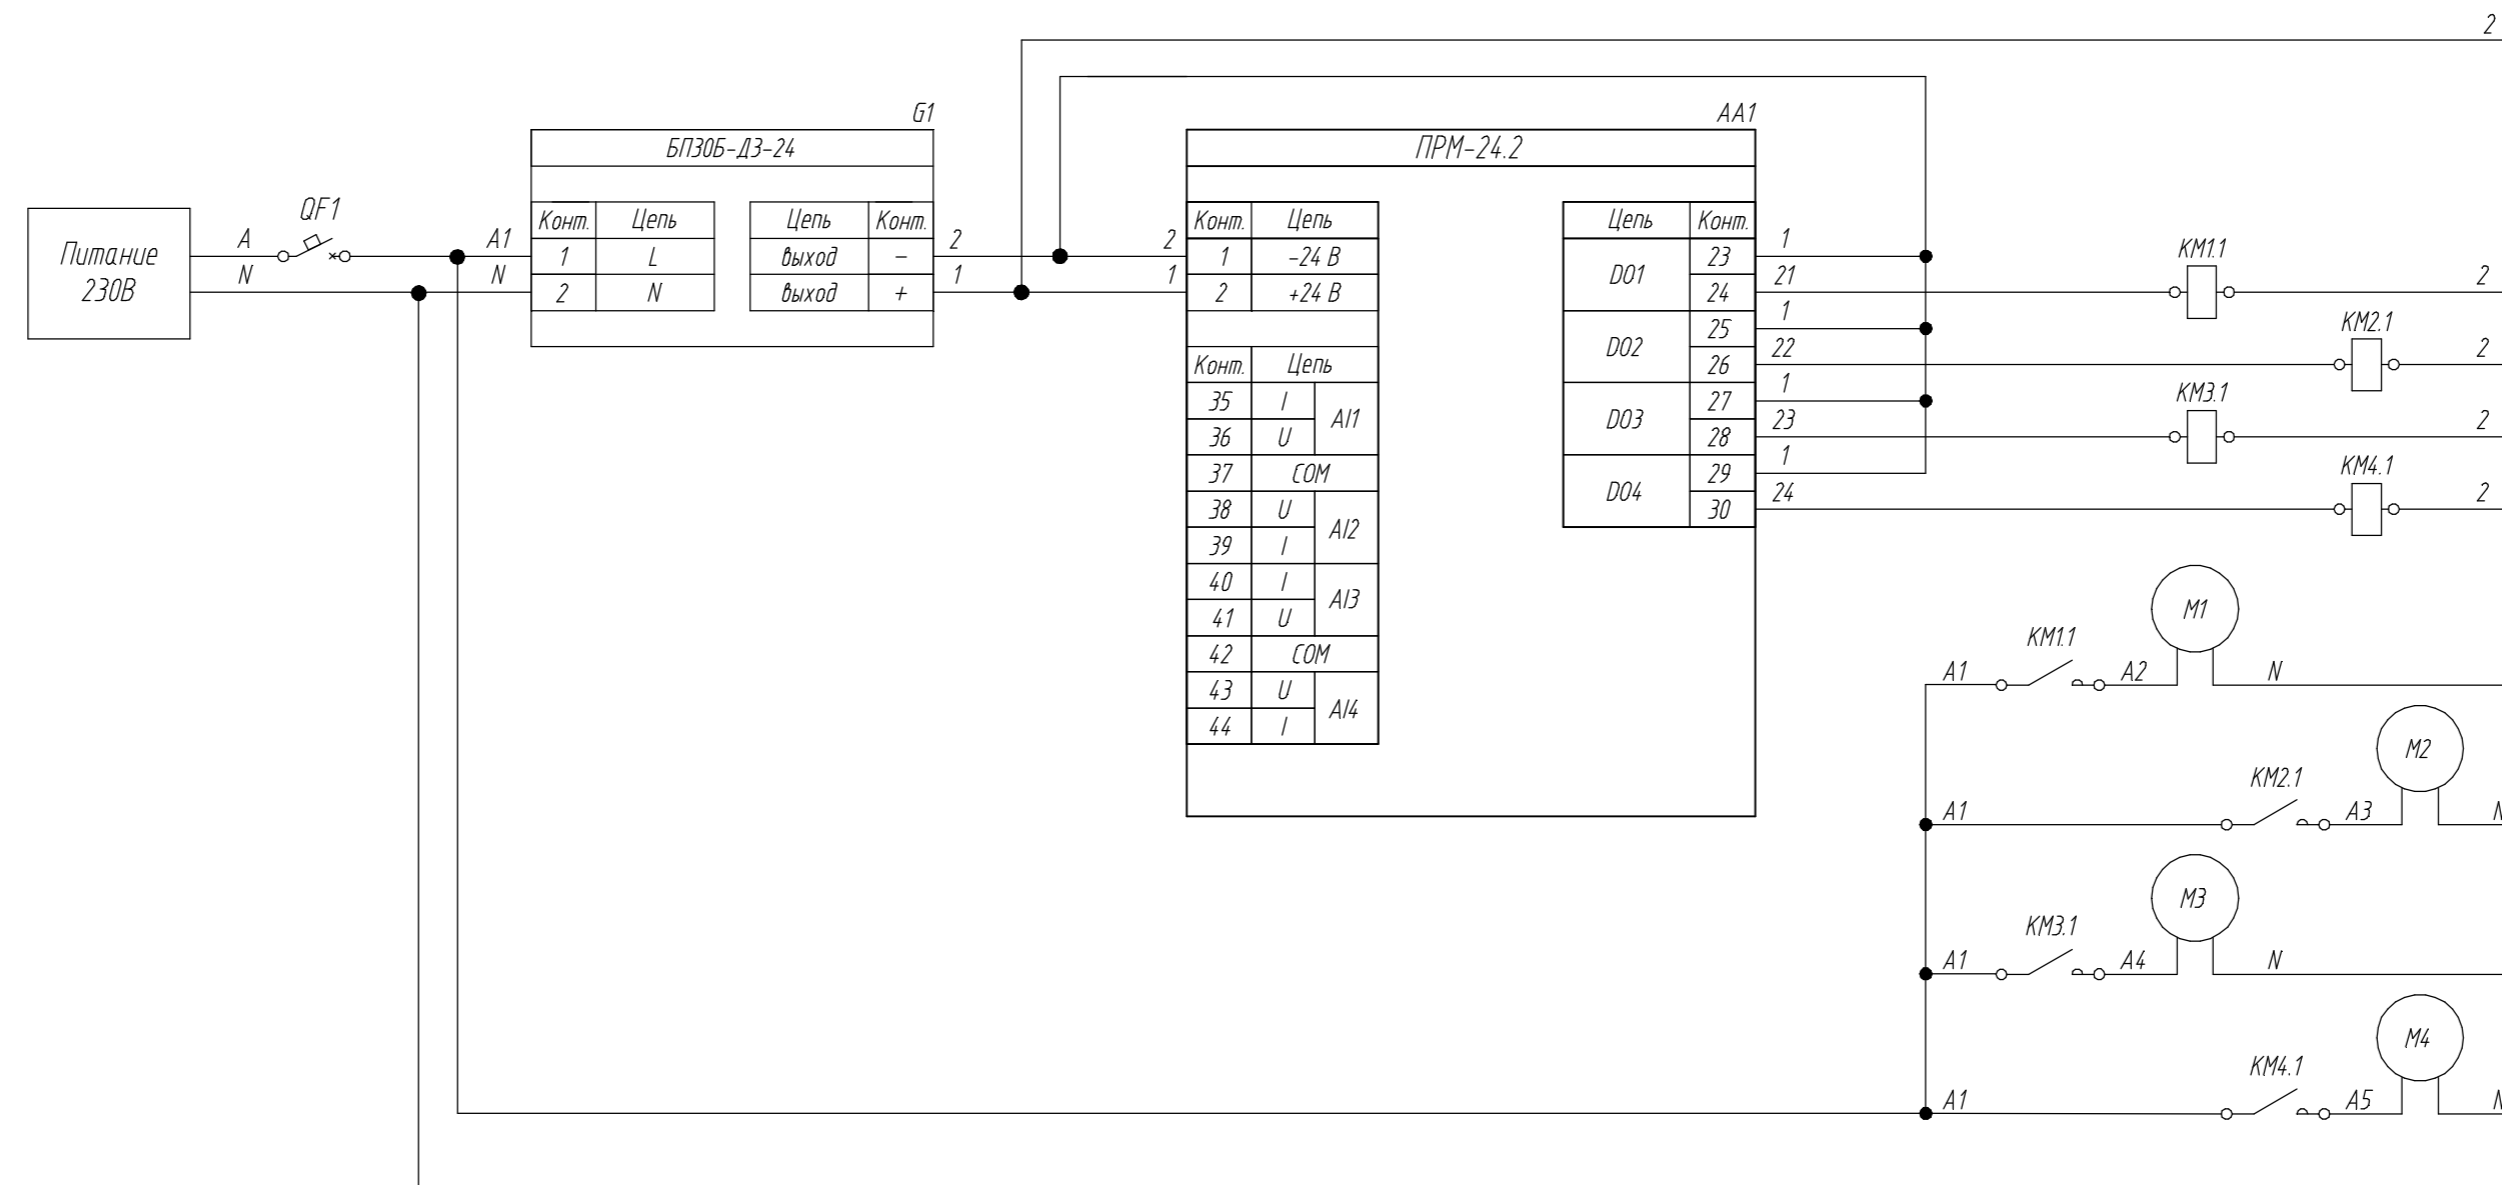 2
G1
AA1
БП30Б-Д3-24
ПРМ-24.2
Питание
230В
QF1
A
N
A1
N
Конт.
Цепь
1
L
2
N
Цепь
Конт.
выход
-
выход
+
2
1
2
1
Конт.
Цепь
1
-24 В
2
+24 В
Конт.
Цепь
35
I
AI1
36
U
37
COM
38
U
AI2
39
I
40
I
AI3
41
U
42
COM
43
U
AI4
44
I
Цепь
Конт.
DO1
23
24
DO2
25
26
DO3
27
28
DO4
29
30
1
21
1
22
1
23
1
24
KM1.1
2
KM2.1
2
KM3.1
2
KM4.1
2
M1
KM1.1
A1
A2
N
M2
KM2.1
A1
A3
N
M3
KM3.1
A1
A4
N
M4
KM4.1
A1
A5
N